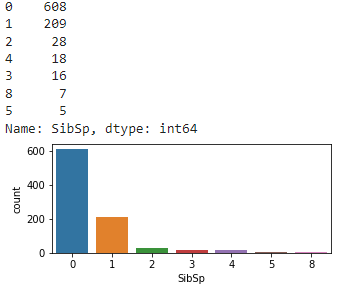 0    608
1    209
2     28
4     18
3     16
8      7
5      5
Name: SibSp, dtype: int64
600
400
200
0
count
0 1 2 3 4 5 8
SibSp